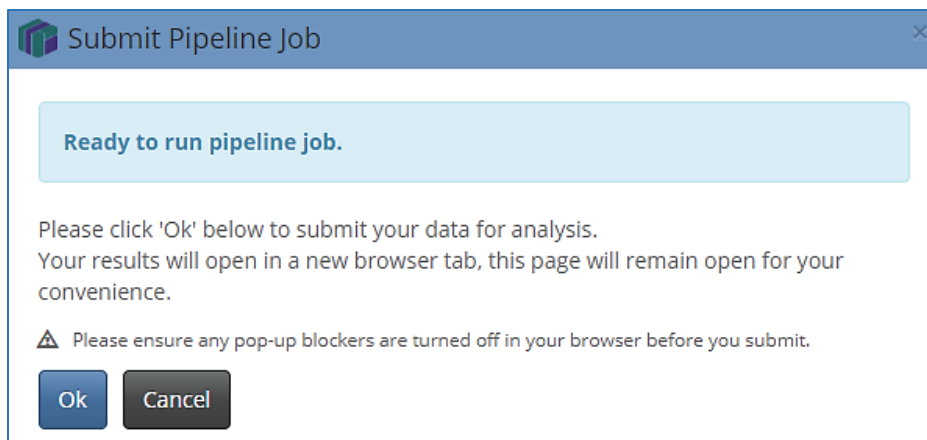 Submit Pipeline Job
×
Ready to run pipeline job.
Please click 'Ok' below to submit your data for analysis.
Your results will open in a new browser tab, this page will remain open for your
convenience.
Please ensure any pop-up blockers are turned off in your browser before you submit.
Ok Cancel